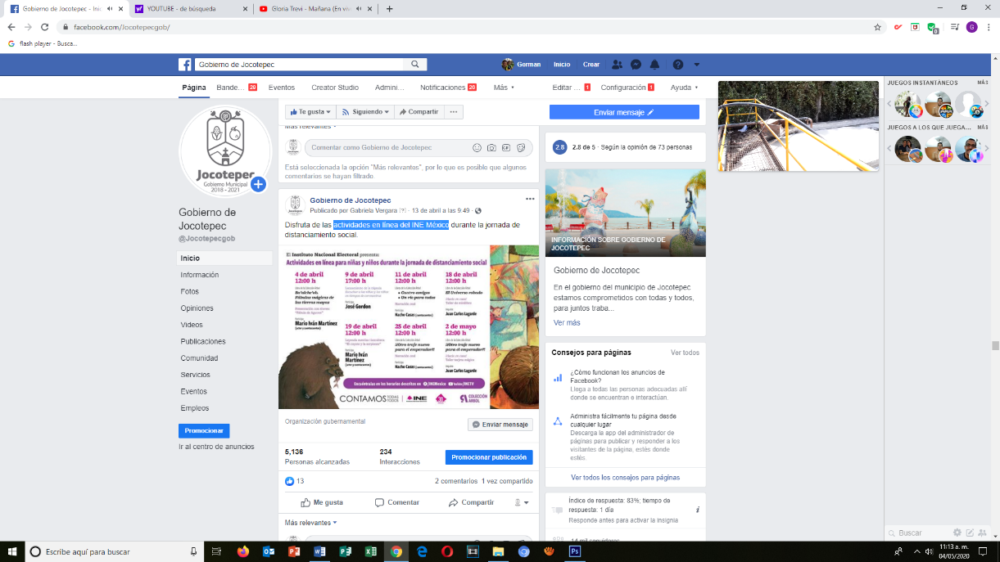 Gobierno de Jocotepec - Inic
YOUTUBE - de búsqueda
Gloria Trevi - Mañana (En viv
facebook.com/Jocotepecgob/
flash player - Busca...
Gobierno de Jocotepec
German
Inicio
Crear
Página
Bande...
20
Eventos
Creator Studio
Admini...
Notificaciones
20
Más
Editar ...
1
Configuración
1
Ayuda
Te gusta
Siguiendo
Compartir
Enviar mensaje
Más relevantes
Comentar como Gobierno de Jocotepec
GIF
Está seleccionada la opción "Más relevantes", por lo que es posible que algunos
comentarios se hayan filtrado.
Jocotepec
Gobierno Municipal
2018 - 2021
Gobierno de
Jocotepec
@Jocotepecgob
Inicio
Información
Fotos
Opiniones
Videos
Publicaciones
Comunidad
Servicios
Eventos
Empleos
Promocionar
Ir al centro de anuncios
Gobierno de Jocotepec
Publicado por Gabriela Vergara [?] · 13 de abril a las 9:49 ·
Disfruta de las actividades en línea del INE México durante la jornada de
distanciamiento social.
El Instituto Nacional Electoral presenta:
Actividades en línea para niñas y niños durante la jornada de distanciamiento social
4 de abril
12:00 h
Mario Iván Martínez
9 de abril
17:00 h
José Gordon
11 de abril
12:00 h
Nacho Casas
18 de abril
12:00 h
El Universo robado
Juan Carlos Lagarde
19 de abril
12:00 h
Mario Iván
Martínez
25 de abril
12:00 h
¡¡Otro traje nuevo
para el emperador!!
Nacho Casas
2 de mayo
12:00 h
¡¡Otro traje nuevo
para el emperador!!
Juan Carlos Lagarde
Encuéntralas en los horarios descritos en
CONTAMOS TODAS TODOS
INE
COLECCIÓN
ÁRBOL
Organización gubernamental
Enviar mensaje
5,136
Personas alcanzadas
234
Interacciones
Promocionar publicación
13
2 comentarios 1 vez compartido
Me gusta
Comentar
Compartir
Más relevantes
2.8
2.8 de 5 · Según la opinión de 73 personas
INFORMACIÓN SOBRE GOBIERNO DE
JOCOTEPEC
Gobierno de Jocotepec
En el gobierno del municipio de Jocotepec
estamos comprometidos con todas y todos,
para juntos traba...
Ver más
Consejos para páginas
Ver todos
¿Cómo funcionan los anuncios de
Facebook?
Llega a todas las personas adecuadas allí
donde se encuentran e interactúan.
Administra fácilmente tu página desde
cualquier lugar
Descarga la app del administrador de
páginas para publicar y responder a los
visitantes de la página, estés donde
estés.
Ver todos los consejos para páginas
Índice de respuesta: 83%; tiempo de
respuesta: 1 día
Responde antes para activar la insignia
JUEGOS INSTANTÁNEOS
MÁS
JUEGOS A LOS QUE JUEGA...
MÁS
Buscar
Escribe aquí para buscar
11:13 a. m.
04/05/2020